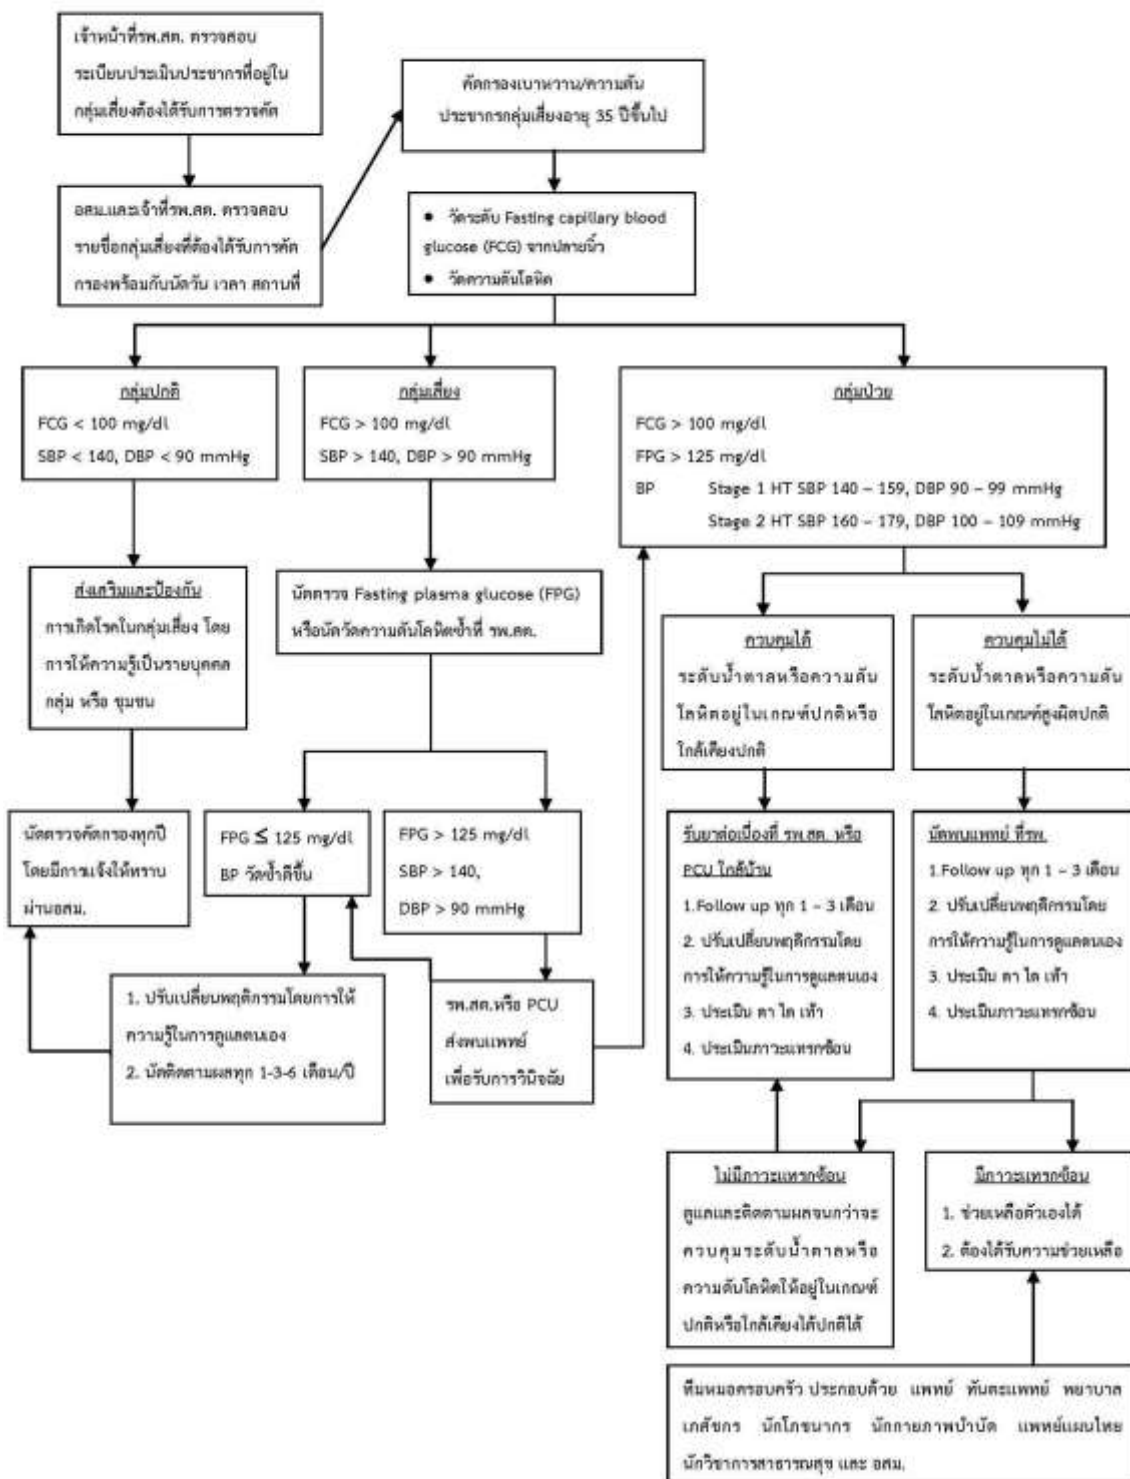 เจ้าหน้าที่รพ.สต. ตรวจสอบ
ระเบียนประเมินประชากรที่อยู่ใน
กลุ่มเสี่ยงต้องได้รับการตรวจคัด
อสม.และเจ้าที่รพ.สต. ตรวจสอบ
รายชื่อกลุ่มเสี่ยงที่ต้องได้รับการคัด
กรองพร้อมกับนัดวัน เวลา สถานที่
คัดกรองเบาหวาน/ความดัน
ประชากรกลุ่มเสี่ยงอายุ 35 ปีขึ้นไป
● วัดระดับ Fasting capillary blood
glucose (FCG) จากปลายนิ้ว
● วัดความดันโลหิต
กลุ่มปกติ
FCG < 100 mg/dl
SBP < 140, DBP < 90 mmHg
กลุ่มเสี่ยง
FCG > 100 mg/dl
SBP > 140, DBP > 90 mmHg
กลุ่มป่วย
FCG > 100 mg/dl
FPG > 125 mg/dl
BP Stage 1 HT SBP 140 – 159, DBP 90 – 99 mmHg
Stage 2 HT SBP 160 – 179, DBP 100 – 109 mmHg
ส่งเสริมและป้องกัน
การเกิดโรคในกลุ่มเสี่ยง โดย
การให้ความรู้เป็นรายบุคคล
กลุ่ม หรือ ชุมชน
นัดตรวจ Fasting plasma glucose (FPG)
หรือนัดวัดความดันโลหิตซ้ำที่ รพ.สต.
ควบคุมได้
ระดับน้ำตาลหรือความดัน
โลหิตอยู่ในเกณฑ์ปกติหรือ
ใกล้เคียงปกติ
ควบคุมไม่ได้
ระดับน้ำตาลหรือความดัน
โลหิตอยู่ในเกณฑ์สูงผิดปกติ
นัดตรวจคัดกรองทุกปี
โดยมีการแจ้งให้ทราบ
ผ่านอสม.
FPG ≤ 125 mg/dl
BP วัดซ้ำดีขึ้น
FPG > 125 mg/dl
SBP > 140,
DBP > 90 mmHg
รับยาต่อเนื่องที่ รพ.สต. หรือ
PCU ใกล้บ้าน
1.Follow up ทุก 1 – 3 เดือน
2. ปรับเปลี่ยนพฤติกรรมโดย
การให้ความรู้ในการดูแลตนเอง
3. ประเมิน ตา ไต เท้า
4. ประเมินภาวะแทรกซ้อน
นัดพบแพทย์ ที่รพ.
1.Follow up ทุก 1 – 3 เดือน
2. ปรับเปลี่ยนพฤติกรรมโดย
การให้ความรู้ในการดูแลตนเอง
3. ประเมิน ตา ไต เท้า
4. ประเมินภาวะแทรกซ้อน
1. ปรับเปลี่ยนพฤติกรรมโดยการให้
ความรู้ในการดูแลตนเอง
2. นัดติดตามผลทุก 1-3-6 เดือน/ปี
รพ.สต.หรือ PCU
ส่งพบแพทย์
เพื่อรับการวินิจฉัย
ไม่มีภาวะแทรกซ้อน
ดูแลและติดตามผลจนกว่าจะ
ควบคุมระดับน้ำตาลหรือ
ความดันโลหิตให้อยู่ในเกณฑ์
ปกติหรือใกล้เคียงได้ปกติได้
มีภาวะแทรกซ้อน
1. ช่วยเหลือตัวเองได้
2. ต้องได้รับความช่วยเหลือ
ทีมหมอครอบครัว ประกอบด้วย แพทย์ ทันตะแพทย์ พยาบาล
เภสัชกร นักโภชนากร นักกายภาพบำบัด แพทย์แผนไทย
นักวิชาการสาธารณสุข และ อสม.